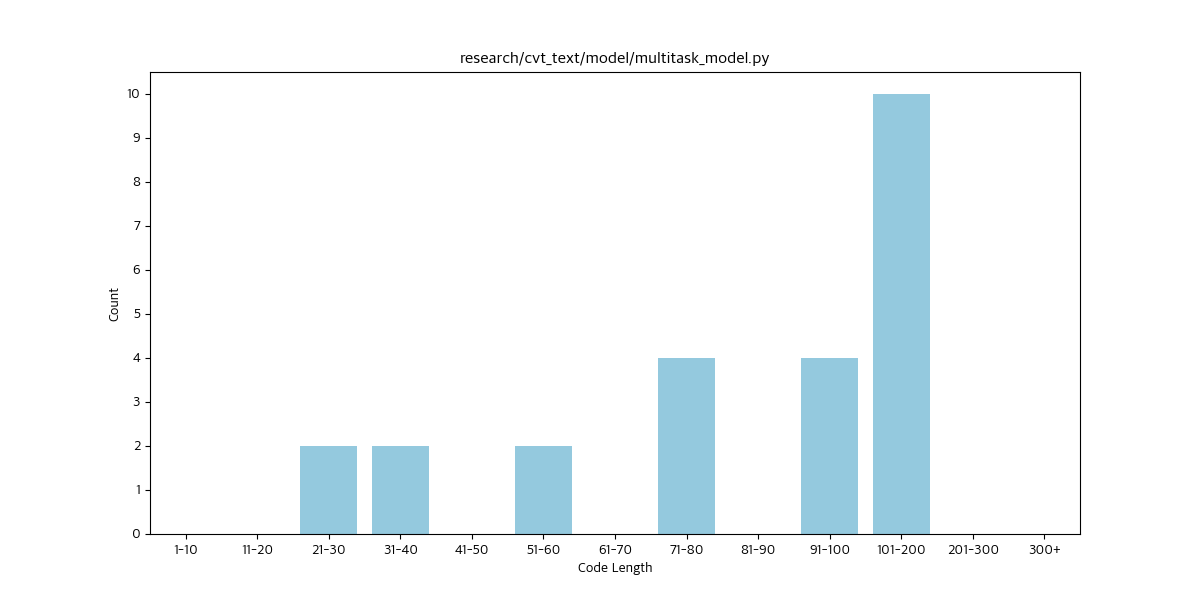 research/cvt_text/model/multitask_model.py
10
9
8
7
6
5
4
3
2
1
0
Count
1-10 11-20 21-30 31-40 41-50 51-60 61-70 71-80 81-90 91-100 101-200 201-300 300+
Code Length